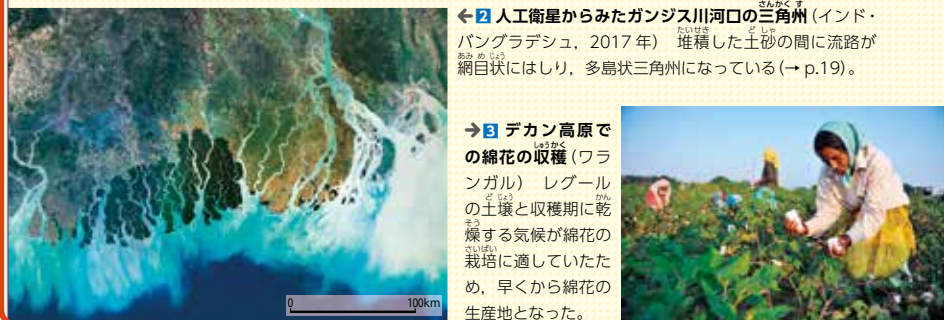 ←2 人工衛星からみたガンジス川河口の三角州(インド・
バングラデシュ,2017年) 堆積した土砂の間に流路が
網目状にはしり,多島状三角州になっている(→p.19)。
→3 デカン高原で
の綿花の収穫(ワラ
ンガル) レグール
の土壌と収穫期に乾
燥する気候が綿花の
栽培に適していたた
め,早くから綿花の
生産地となった。
0 100km